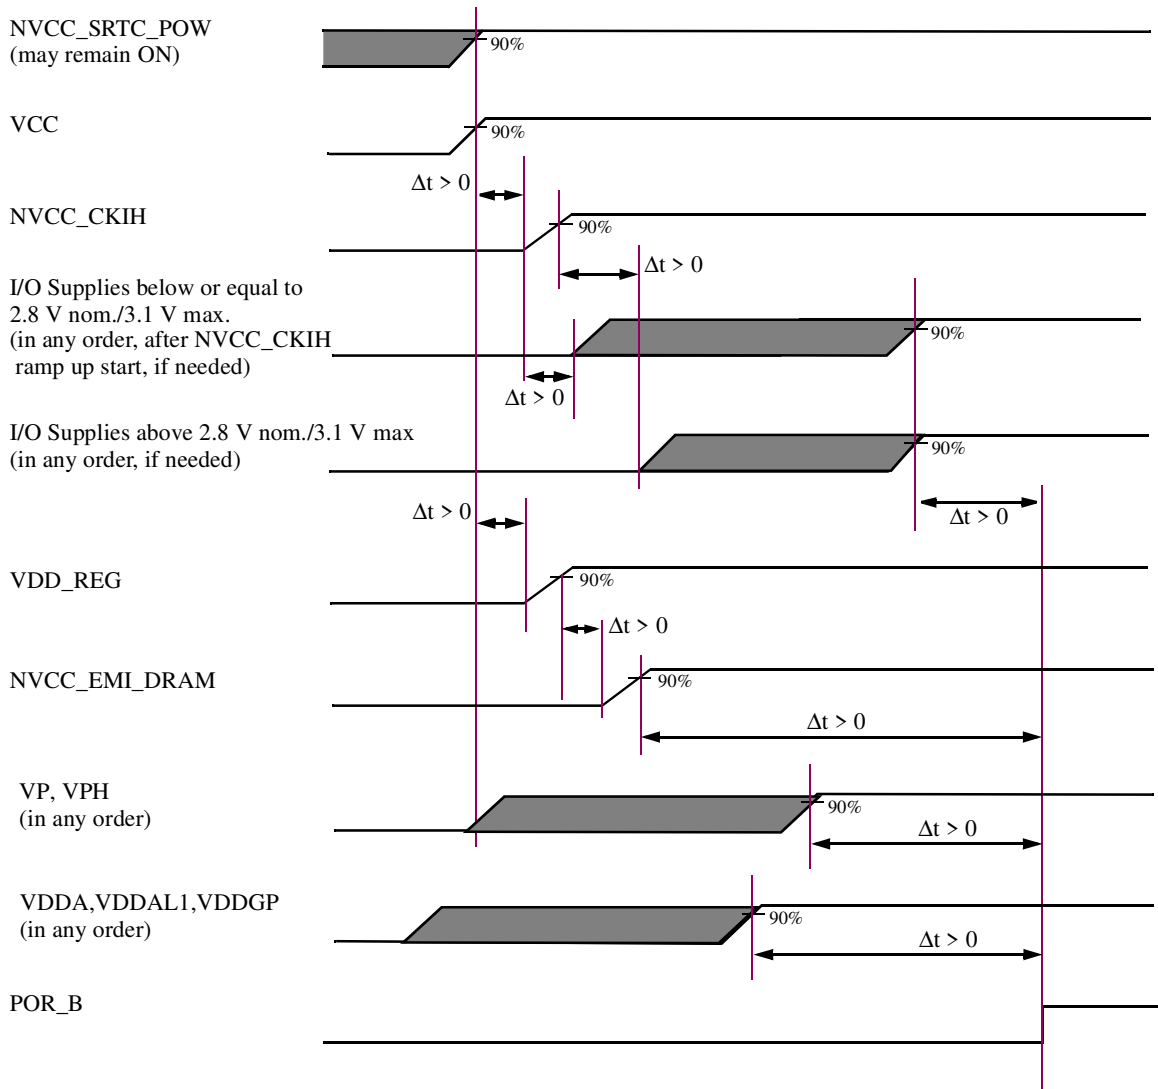 NVCC_SRTC_POW
(may remain ON)
90%
VCC
90%
Δt > 0
NVCC_CKIH
90%
Δt > 0
I/O Supplies below or equal to
2.8 V nom./3.1 V max.
(in any order, after NVCC_CKIH
ramp up start, if needed)
90%
Δt > 0
I/O Supplies above 2.8 V nom./3.1 V max
(in any order, if needed)
90%
Δt > 0
Δt > 0
VDD_REG
90%
Δt > 0
NVCC_EMI_DRAM
90%
Δt > 0
VP, VPH
(in any order)
90%
Δt > 0
VDDA,VDDAL1,VDDGP
(in any order)
90%
Δt > 0
POR_B